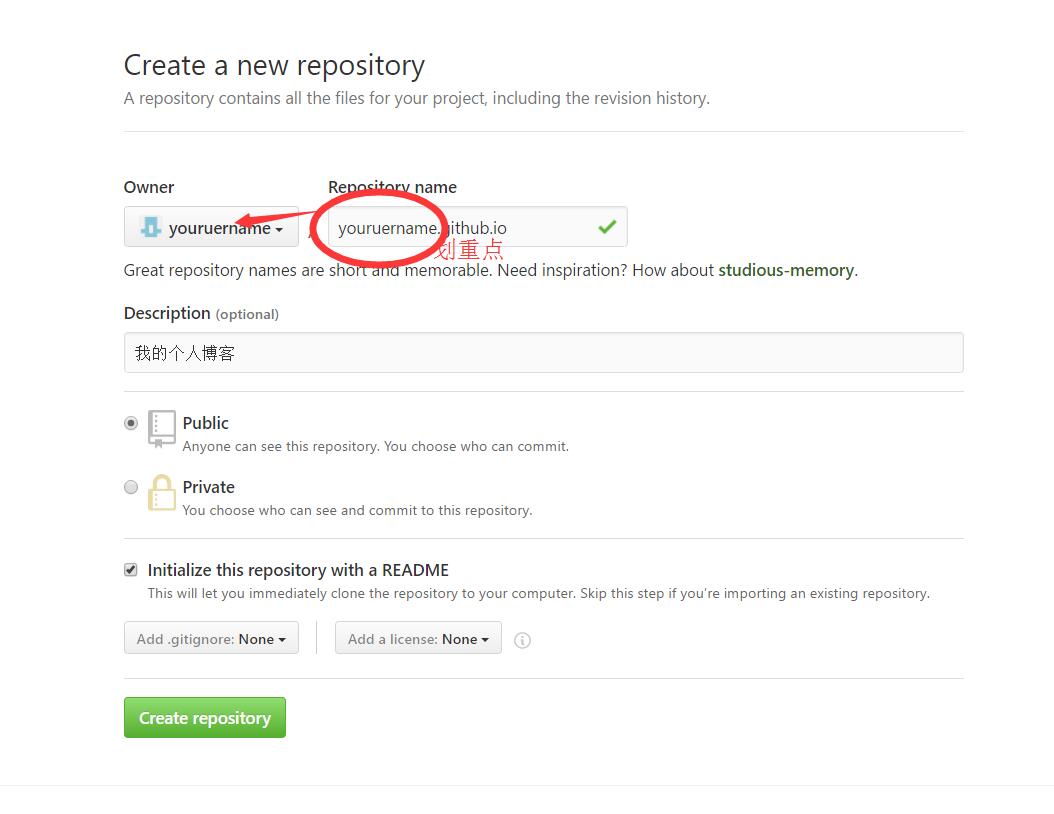 Create a new repository
A repository contains all the files for your project, including the revision history.
Owner
Repository name
youruername
/
youruername.github.io
划重点
Great repository names are short and memorable. Need inspiration? How about studious-memory.
Description (optional)
我的个人博客
Public
Anyone can see this repository. You choose who can commit.
Private
You choose who can see and commit to this repository.
Initialize this repository with a README
This will let you immediately clone the repository to your computer. Skip this step if you’re importing an existing repository.
Add .gitignore: None
Add a license: None
Create repository